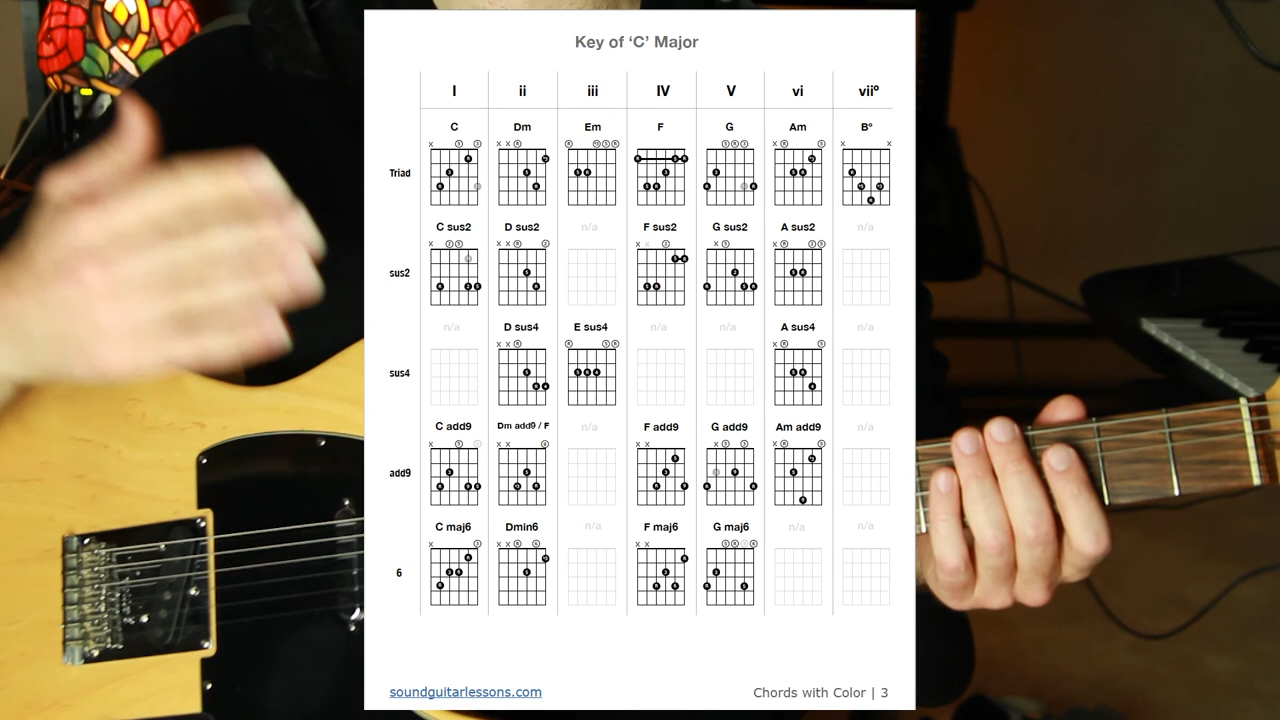 Key of ‘C’ Major
I ii iii IV V vi viiº
C Dm Em F G Am Bº
Triad
C sus2 D sus2 n/a F sus2 G sus2 A sus2 n/a
sus2
n/a D sus4 E sus4 n/a n/a A sus4 n/a
sus4
C add9 Dm add9 / F n/a F add9 G add9 Am add9 n/a
add9
C maj6 Dmin6 n/a F maj6 G maj6 n/a n/a
6
soundguitarlessons.com Chords with Color | 3